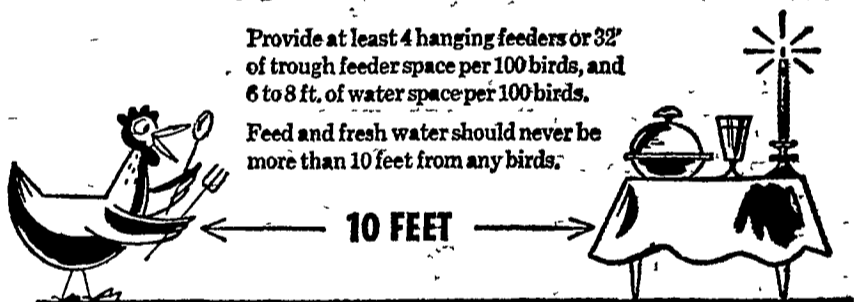 Provide at least 4 hanging feeders or 32'
of trough feeder space per 100 birds, and
6 to 8 ft. of water space per 100 birds.
Feed and fresh water should never be
more than 10 feet from any birds.
10 FEET